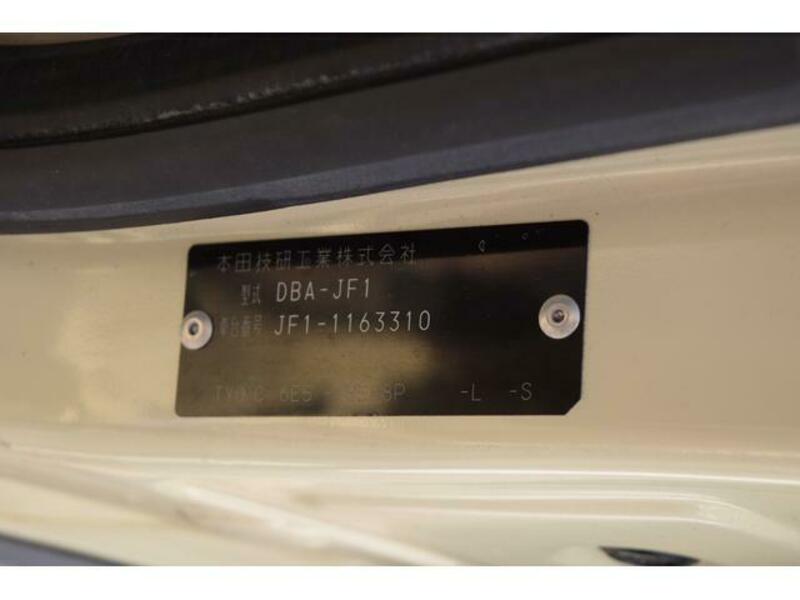 本田技研工業株式会社
型式 DBA-JF1
車台番号 JF1-1163310
-L -S